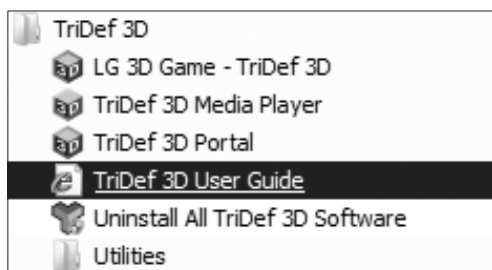 TriDef 3D
LG 3D Game - TriDef 3D
TriDef 3D Media Player
TriDef 3D Portal
TriDef 3D User Guide
Uninstall All TriDef 3D Software
Utilities